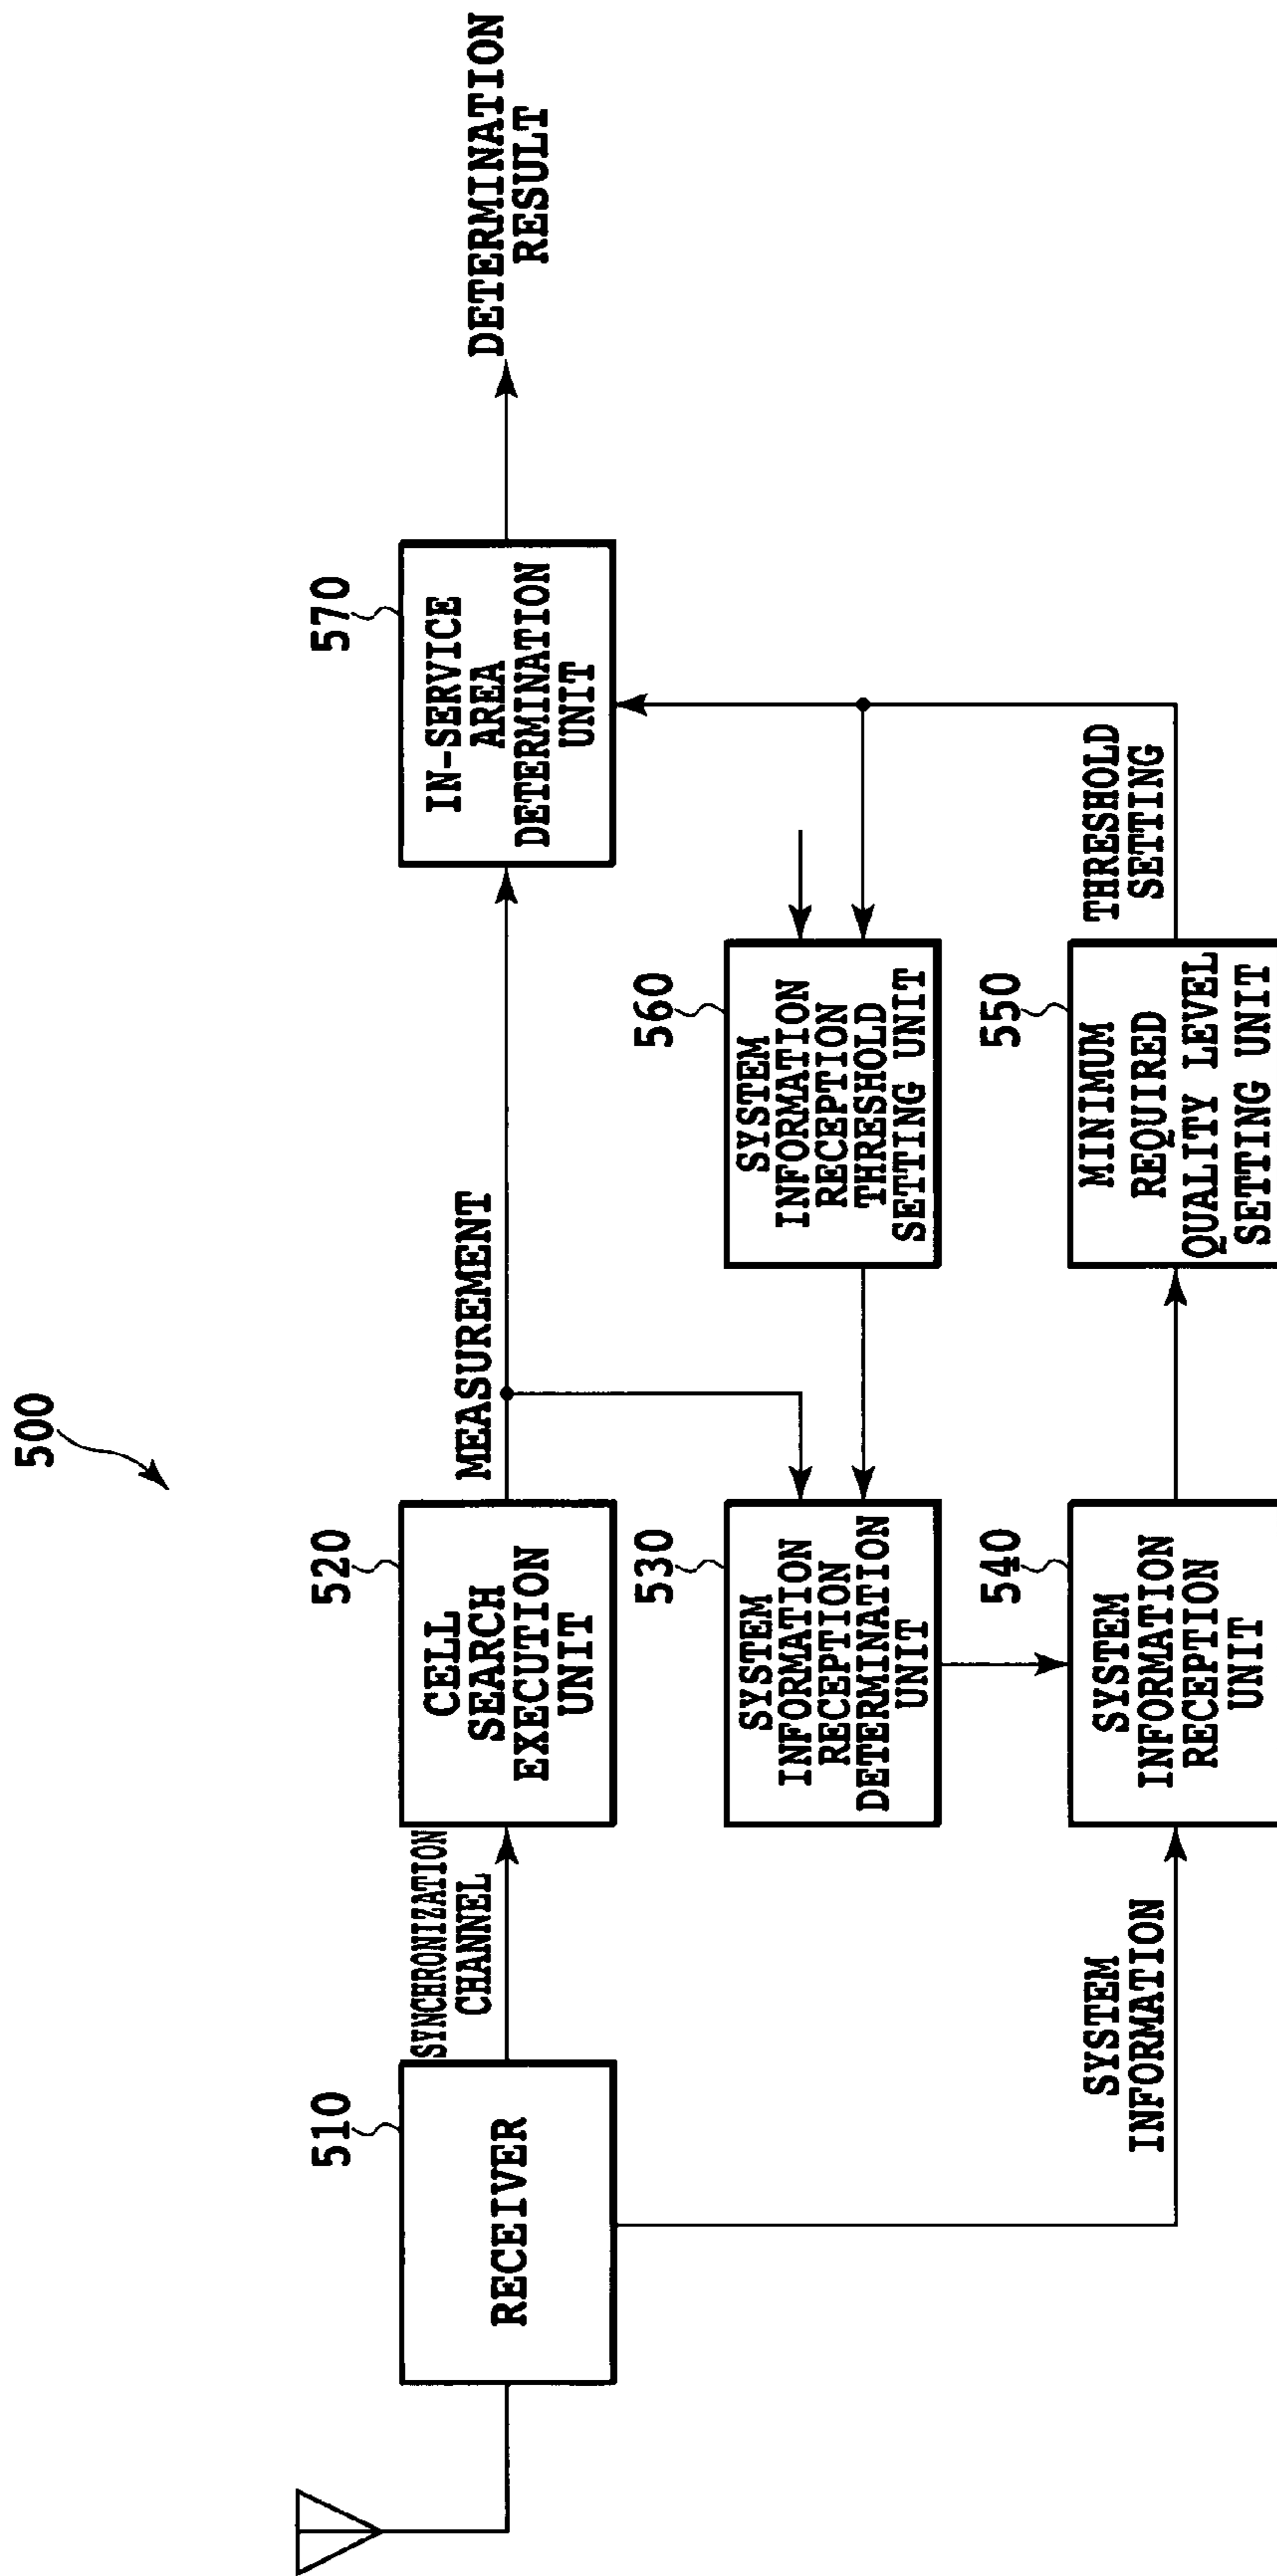 500
510
RECEIVER
SYNCHRONIZATION
CHANNEL
520
CELL
SEARCH
EXECUTION
UNIT
MEASUREMENT
570
IN-SERVICE
AREA
DETERMINATION
UNIT
DETERMINATION
RESULT
530
SYSTEM
INFORMATION
RECEPTION
DETERMINATION
UNIT
560
SYSTEM
INFORMATION
RECEPTION
THRESHOLD
SETTING UNIT
SYSTEM
INFORMATION
540
SYSTEM
INFORMATION
RECEPTION
UNIT
550
MINIMUM
REQUIRED
QUALITY LEVEL
SETTING UNIT
THRESHOLD
SETTING